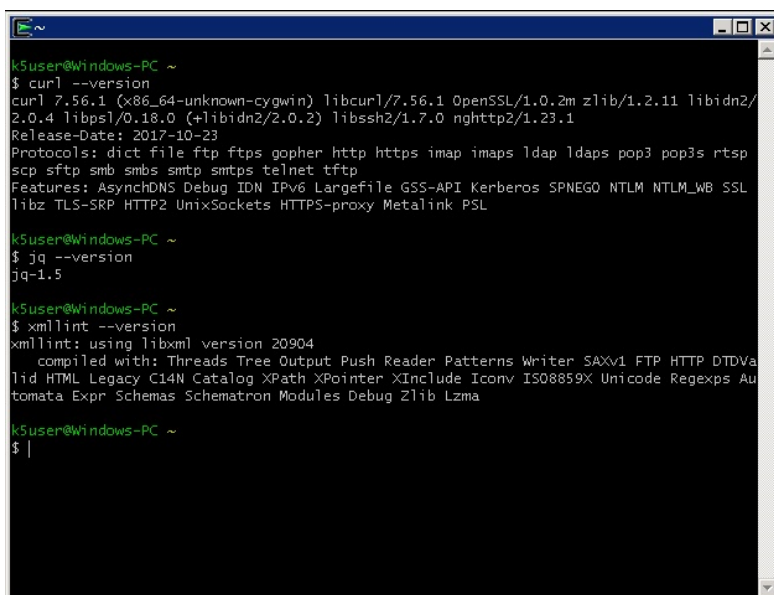 ~
k5user@Windows-PC ~
$ curl --version
curl 7.56.1 (x86_64-unknown-cygwin) libcurl/7.56.1 OpenSSL/1.0.2m zlib/1.2.11 libidn2/
2.0.4 libpsl/0.18.0 (+libidn2/2.0.2) libssh2/1.7.0 nghttp2/1.23.1
Release-Date: 2017-10-23
Protocols: dict file ftp ftps gopher http https imap imaps ldap ldaps pop3 pop3s rtsp
scp sftp smb smbs smtp smtps telnet tftp
Features: AsynchDNS Debug IDN IPv6 Largefile GSS-API Kerberos SPNEGO NTLM NTLM_WB SSL
libz TLS-SRP HTTP2 UnixSockets HTTPS-proxy Metalink PSL
k5user@Windows-PC ~
$ jq --version
jq-1.5
k5user@Windows-PC ~
$ xmllint --version
xmllint: using libxml version 20904
compiled with: Threads Tree Output Push Reader Patterns Writer SAXv1 FTP HTTP DTDVa
lid HTML Legacy C14N Catalog XPath XPointer XInclude Iconv ISO8859X Unicode Regexps Au
tomata Expr Schemas Schematron Modules Debug Zlib Lzma
k5user@Windows-PC ~
$